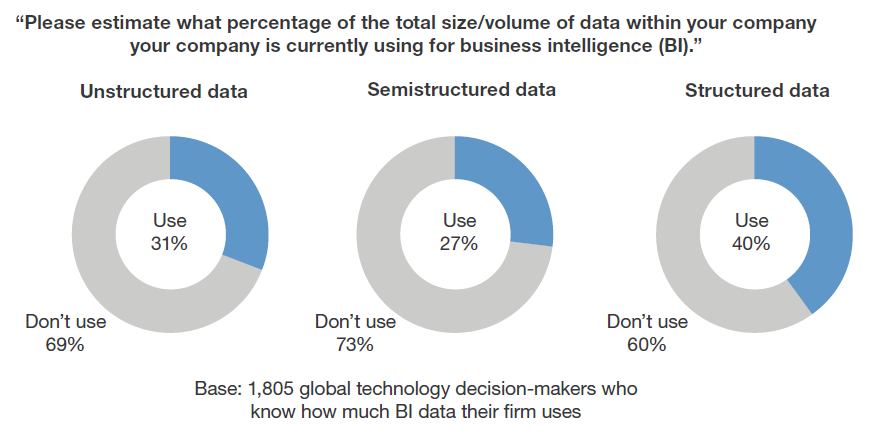 “Please estimate what percentage of the total size/volume of data within your company
your company is currently using for business intelligence (BI).”
Unstructured data
Semistructured data
Structured data
Use
31%
Don’t use
69%
Use
27%
Don’t use
73%
Use
40%
Don’t use
60%
Base: 1,805 global technology decision-makers who
know how much BI data their firm uses